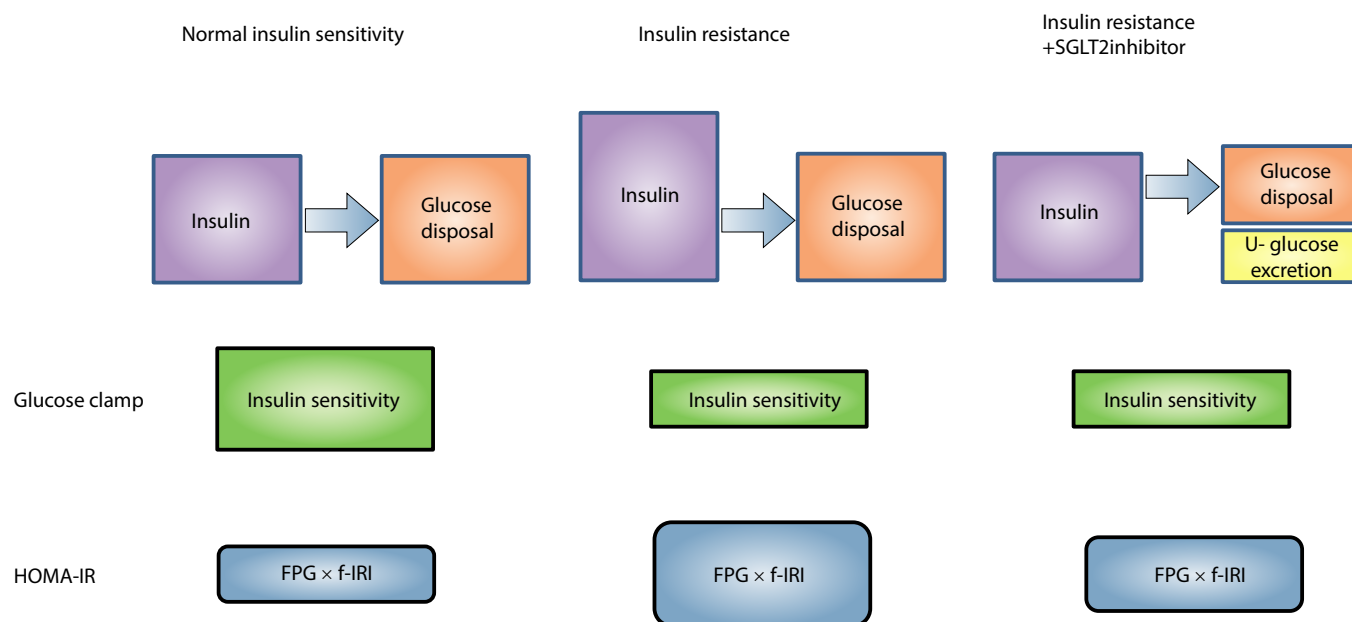 Normal insulin sensitivity
Insulin resistance
Insulin resistance
+SGLT2inhibitor
Insulin
Glucose
disposal
Insulin
Glucose
disposal
Insulin
Glucose
disposal
U- glucose
excretion
Glucose clamp
Insulin sensitivity
Insulin sensitivity
Insulin sensitivity
HOMA-IR
FPG × f-IRI
FPG × f-IRI
FPG × f-IRI